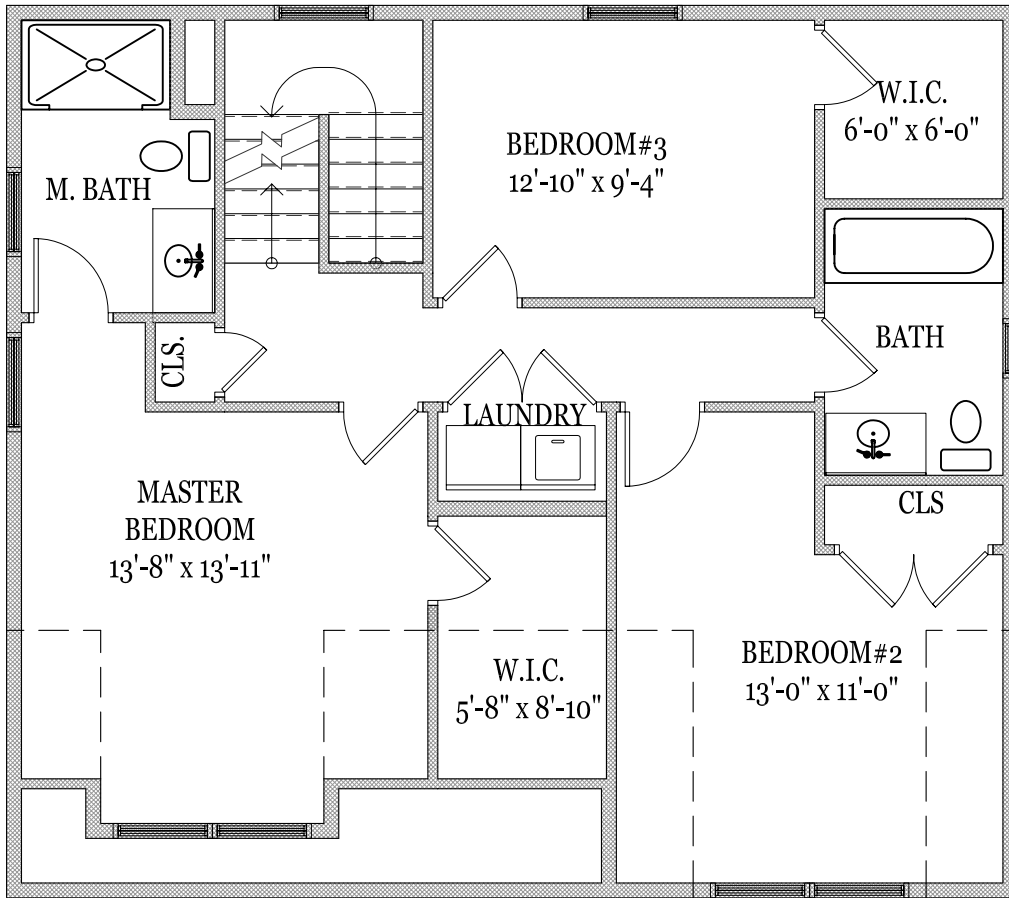 W.I.C.
6'-0" x 6'-0"
BEDROOM#3
12'-10" x 9'-4"
M. BATH
CLS.
BATH
LAUNDRY
MASTER
BEDROOM
13'-8" x 13'-11"
CLS
W.I.C.
5'-8" x 8'-10"
BEDROOM#2
13'-0" x 11'-0"